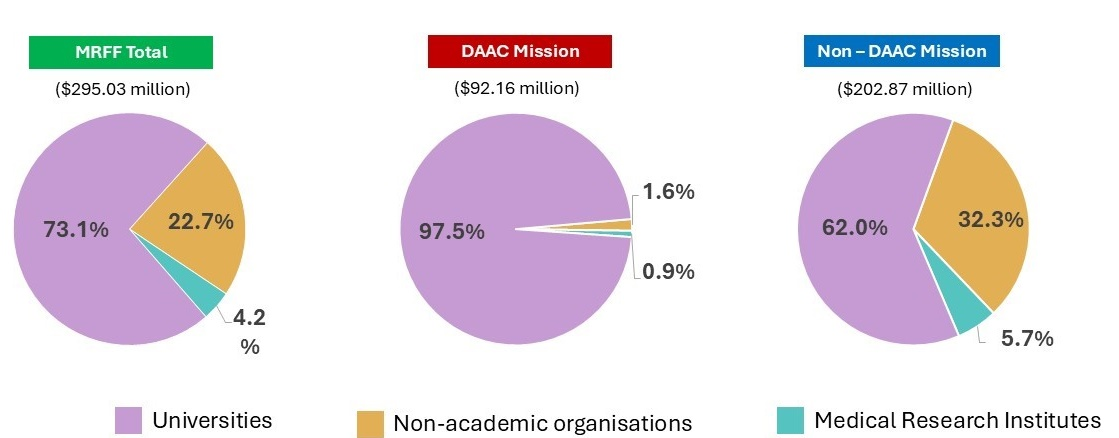 MRFF Total
($295.03 million)
73.1%
22.7%
4.2
%
DAAC Mission
($92.16 million)
97.5%
1.6%
0.9%
Non – DAAC Mission
($202.87 million)
62.0%
32.3%
5.7%
Universities
Non-academic organisations
Medical Research Institutes